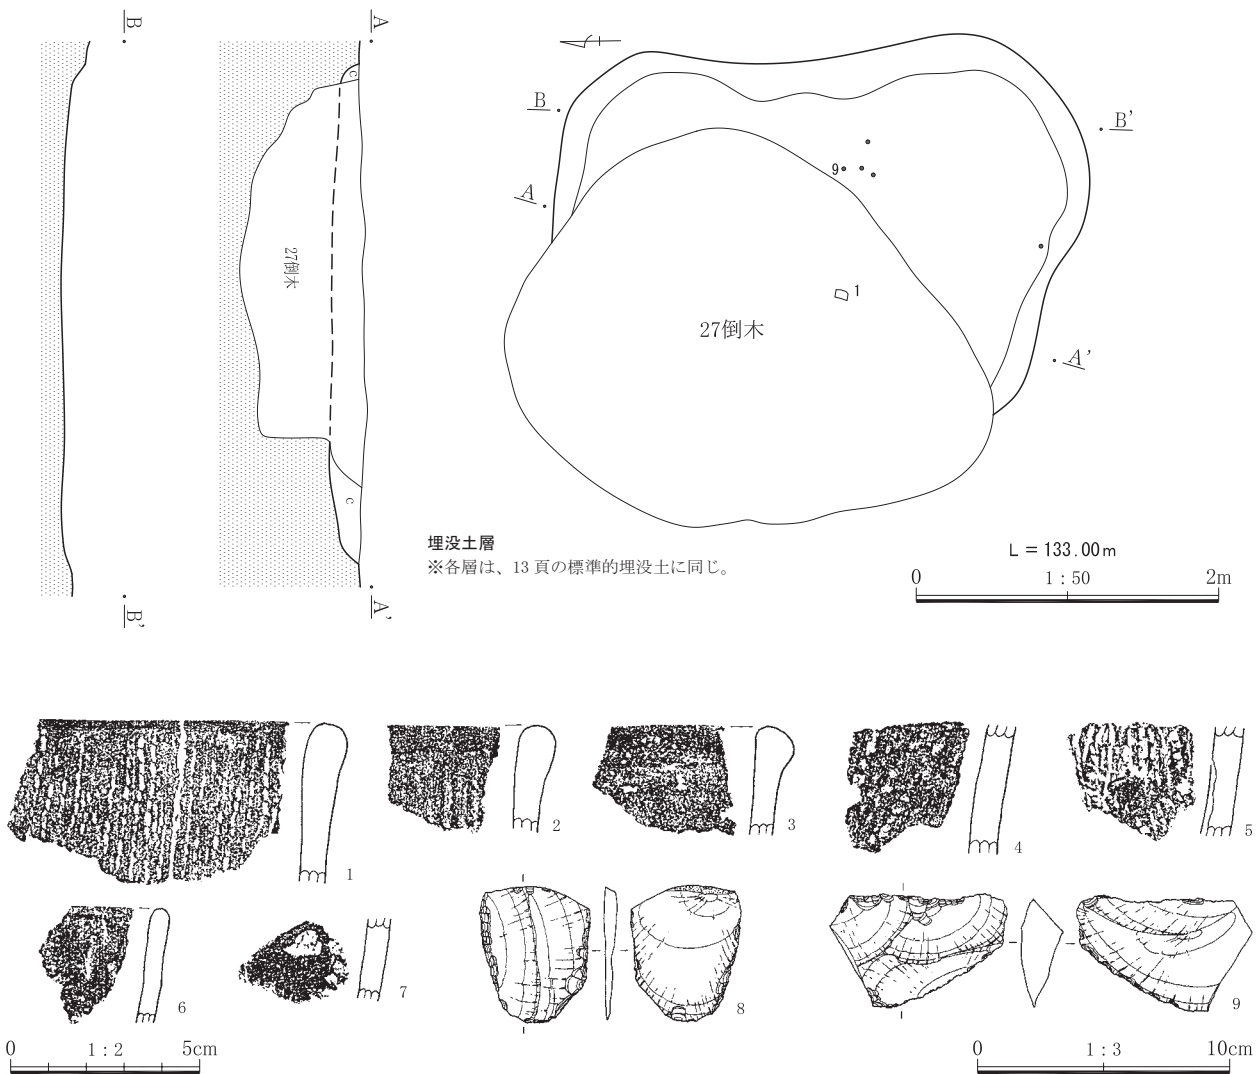 B
A
B
B'
9
A
c
27倒木
1
27倒木
A'
c
埋没土層
※各層は、13 頁の標準的埋没土に同じ。
L = 133.00m
0 1 : 50 2m
B'
A'
1
2
3
4
5
6
7
8
9
0 1 : 2 5cm
0 1 : 3 10cm